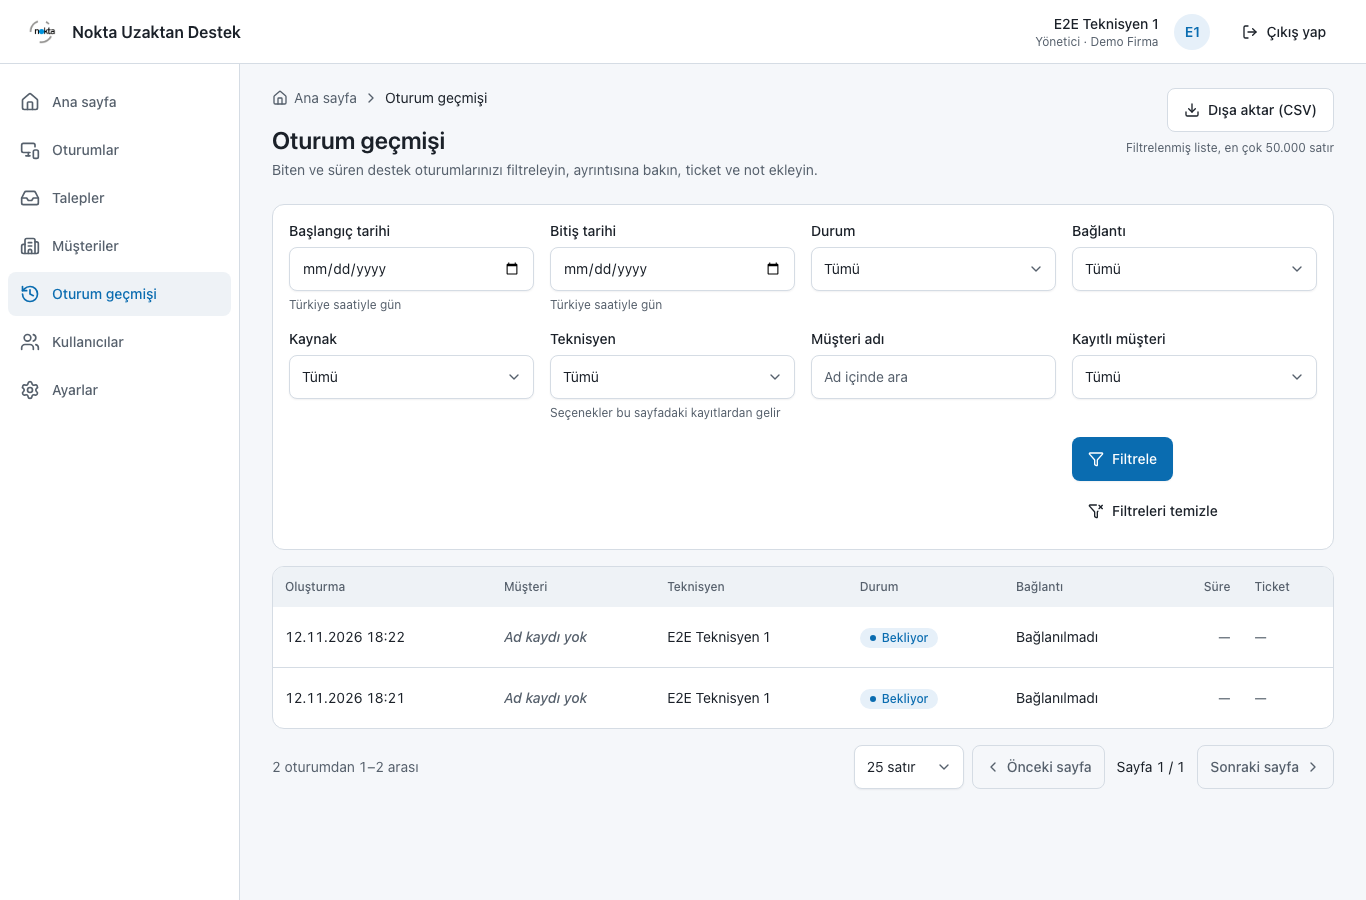 nokta
Nokta Uzaktan Destek
E2E Teknisyen 1
Yönetici · Demo Firma
E1
Çıkış yap
Ana sayfa
Oturumlar
Talepler
Müşteriler
Oturum geçmişi
Kullanıcılar
Ayarlar
Ana sayfa > Oturum geçmişi
Dışa aktar (CSV)
Filtrelenmiş liste, en çok 50.000 satır
Oturum geçmişi
Biten ve süren destek oturumlarınızı filtreleyin, ayrıntısına bakın, ticket ve not ekleyin.
Başlangıç tarihi Bitiş tarihi Durum Bağlantı
mm/dd/yyyy mm/dd/yyyy Tümü Tümü
Türkiye saatiyle gün Türkiye saatiyle gün
Kaynak Teknisyen Müşteri adı Kayıtlı müşteri
Tümü Tümü Ad içinde ara Tümü
Seçenekler bu sayfadaki kayıtlardan gelir
Filtrele
Filtreleri temizle
Oluşturma Müşteri Teknisyen Durum Bağlantı Süre Ticket
12.11.2026 18:22 Ad kaydı yok E2E Teknisyen 1 Bekliyor Bağlanılmadı — —
12.11.2026 18:21 Ad kaydı yok E2E Teknisyen 1 Bekliyor Bağlanılmadı — —
2 oturumdan 1–2 arası 25 satır Önceki sayfa Sayfa 1 / 1 Sonraki sayfa